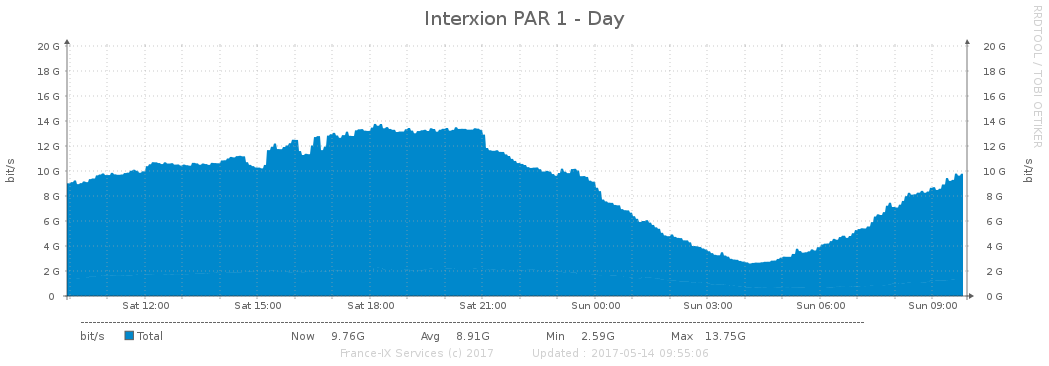 Interxion PAR 1 - Day
RRDTOOL / TOBI OETIKER
20 G 20 G
18 G 18 G
16 G 16 G
14 G 14 G
12 G 12 G
10 G 10 G
8 G 8 G
6 G 6 G
4 G 4 G
2 G 2 G
0 0 G
bit/s bit/s
Sat 12:00 Sat 15:00 Sat 18:00 Sat 21:00 Sun 00:00 Sun 03:00 Sun 06:00 Sun 09:00
bit/s Total Now 9.76G Avg 8.91G Min 2.59G Max 13.75G
France-IX Services (c) 2017 Updated : 2017-05-14 09:55:06